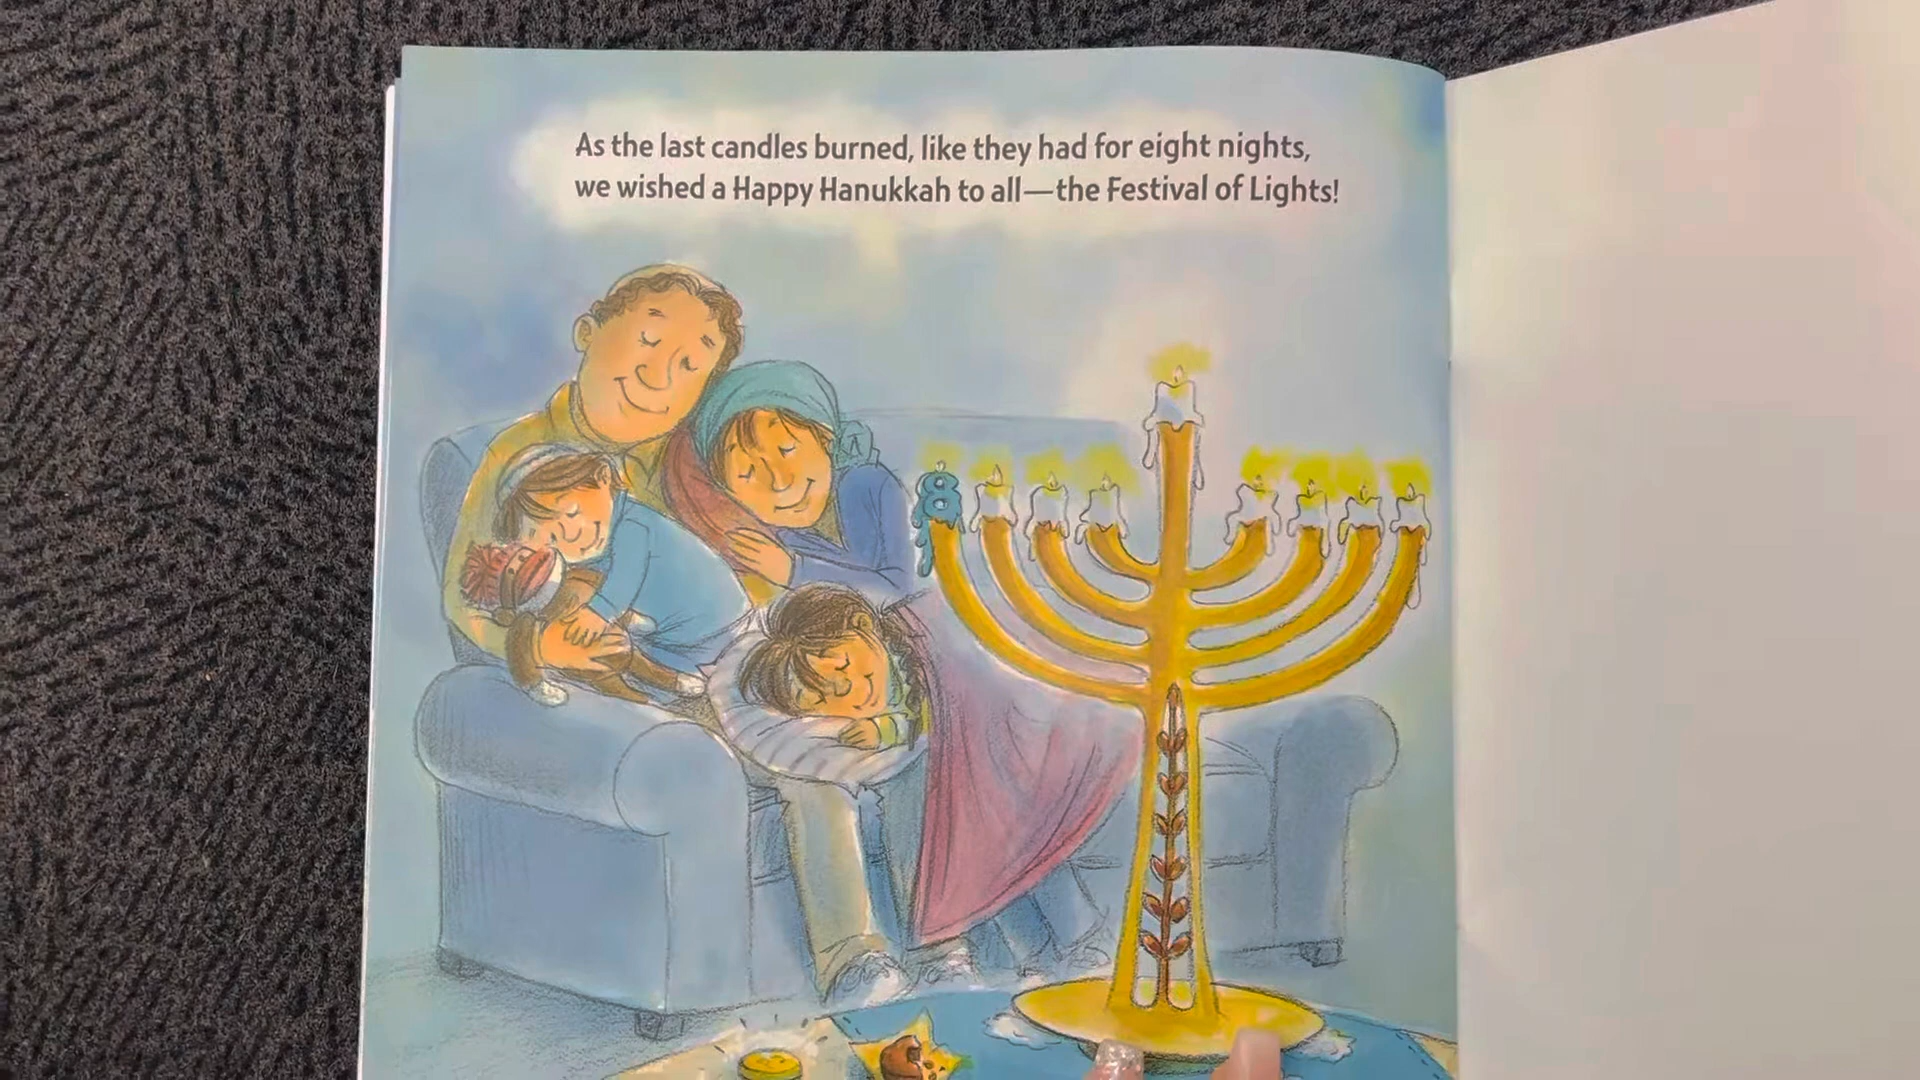 As the last candles burned, like they had for eight nights,
we wished a Happy Hanukkah to all—the Festival of Lights!
8